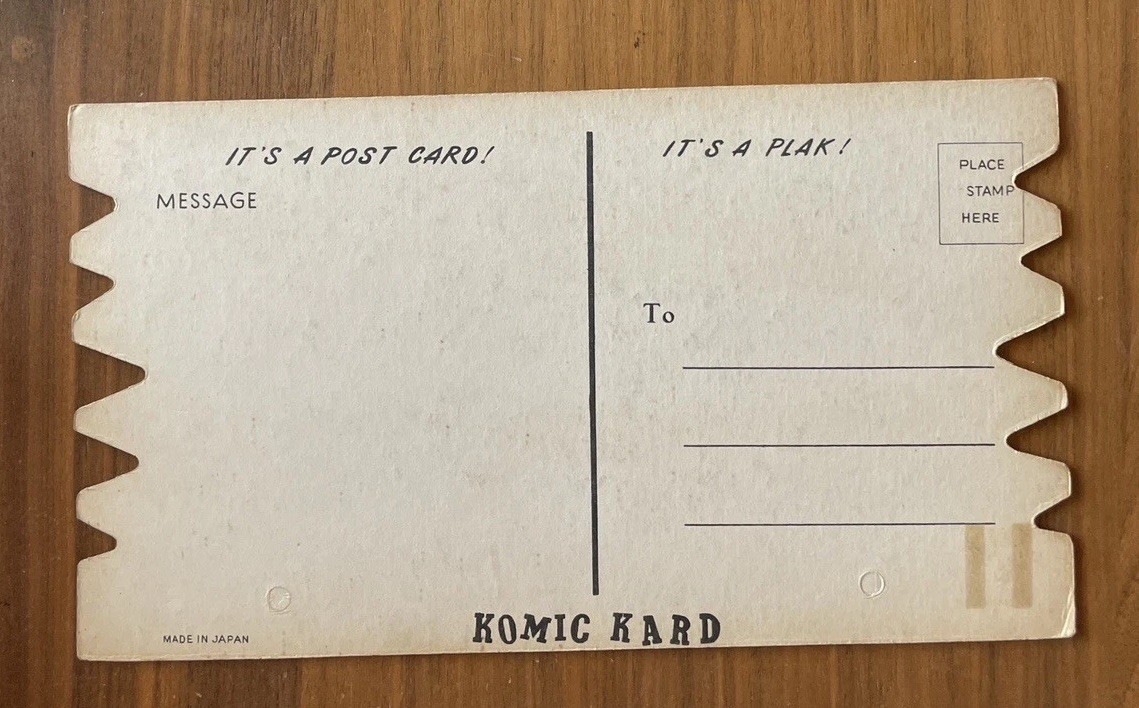 IT'S A POST CARD!
MESSAGE
IT'S A PLAK!
PLACE
STAMP
HERE
To
MADE IN JAPAN
KOMIC KARD